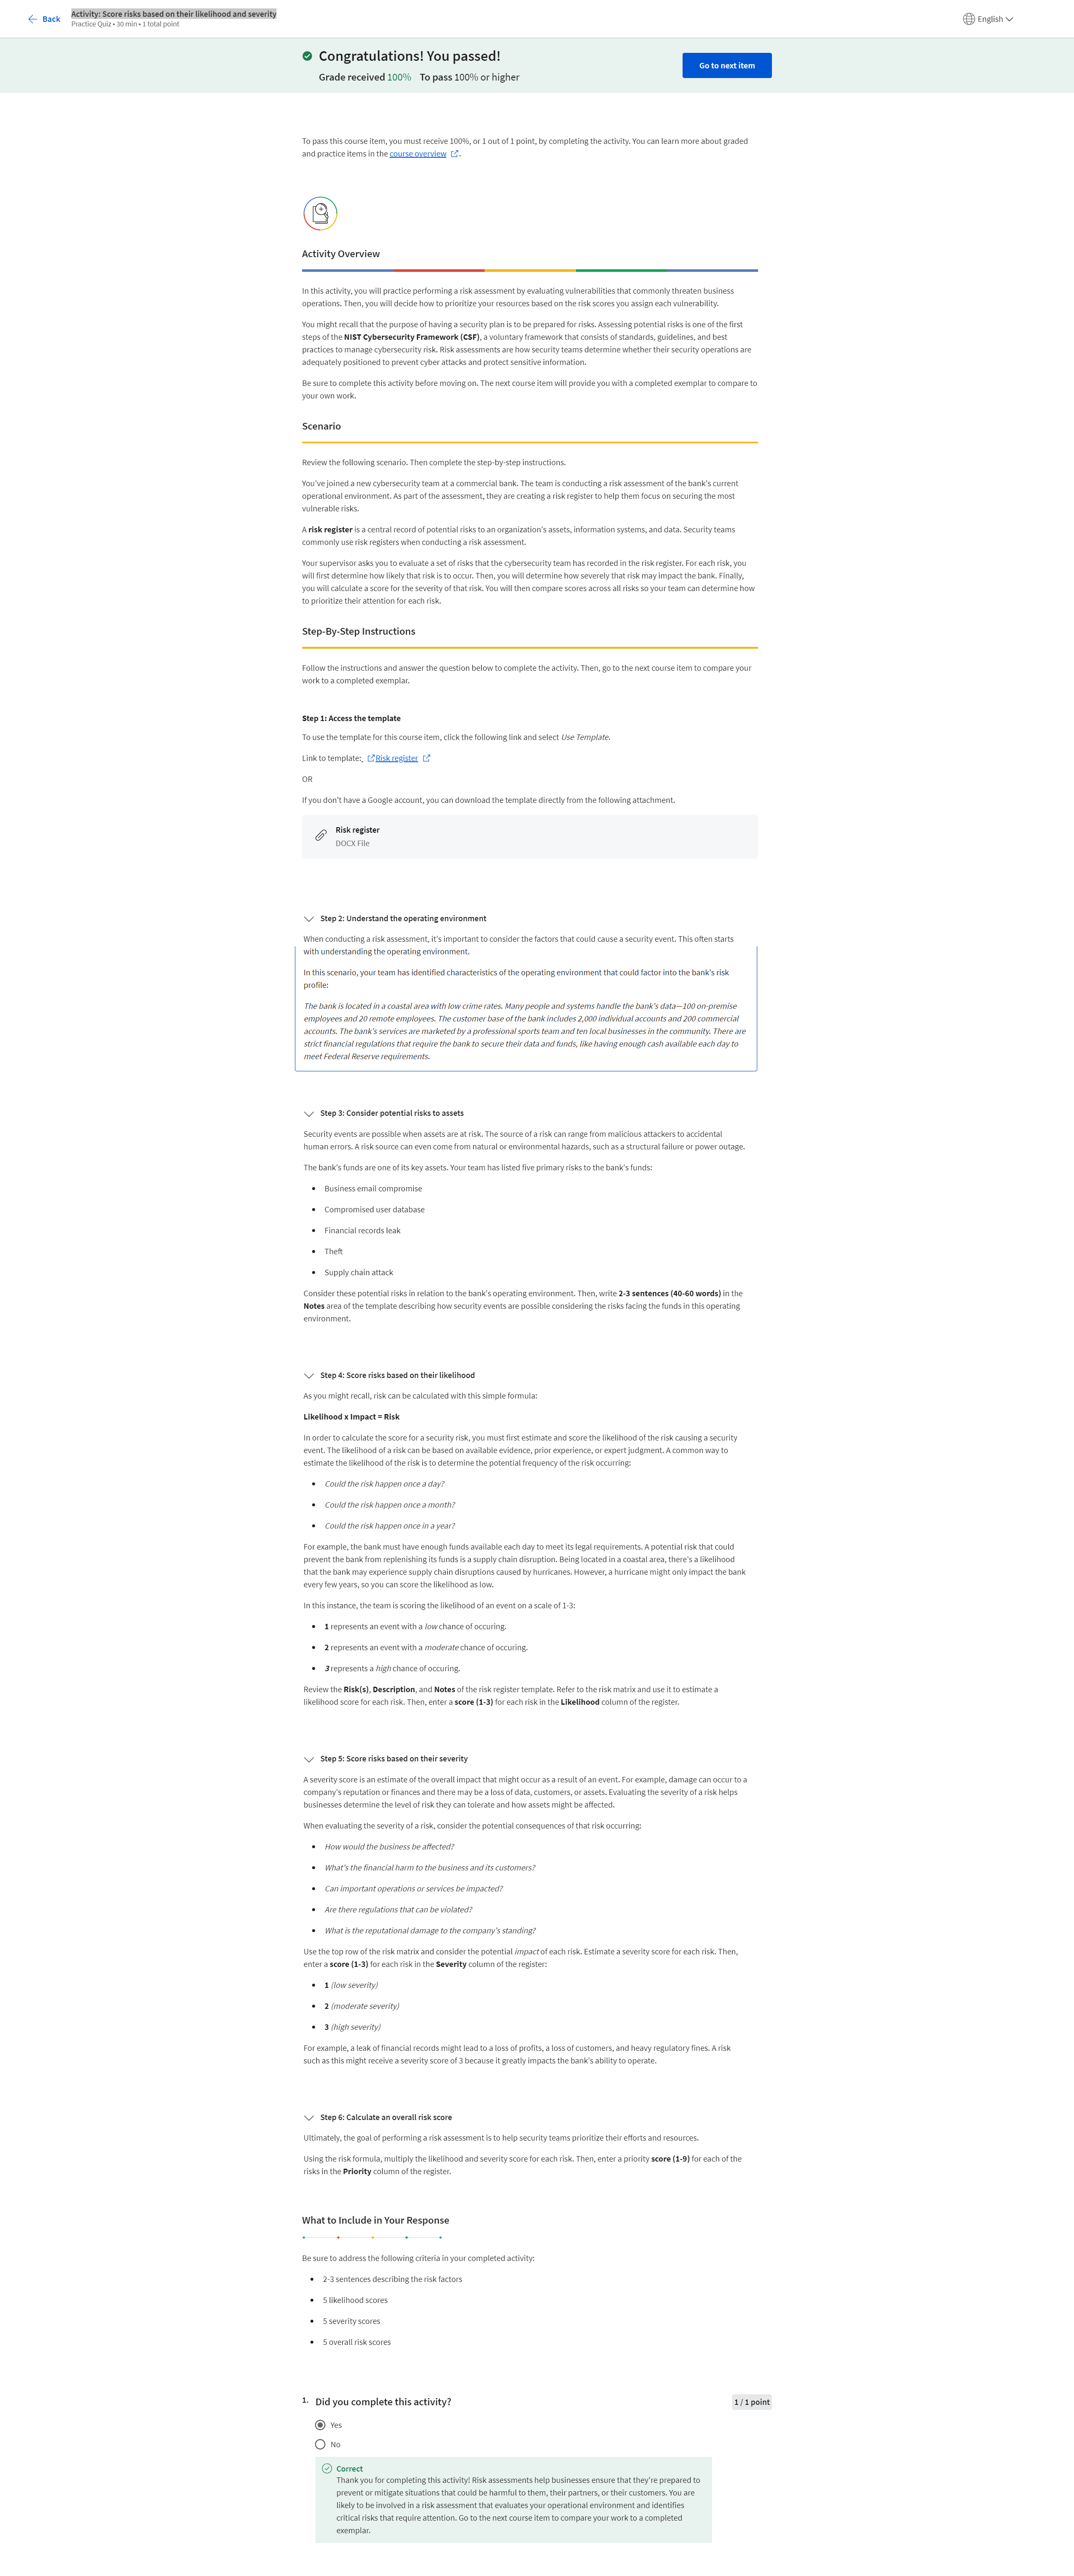 Back
Activity: Score risks based on their likelihood and severity
Practice Quiz • 30 min • 1 total point
English
Congratulations! You passed!
Grade received 100% To pass 100% or higher
Go to next item
To pass this course item, you must receive 100%, or 1 out of 1 point, by completing the activity. You can learn more about graded
and practice items in the course overview .
Activity Overview
In this activity, you will practice performing a risk assessment by evaluating vulnerabilities that commonly threaten business
operations. Then, you will decide how to prioritize your resources based on the risk scores you assign each vulnerability.
You might recall that the purpose of having a security plan is to be prepared for risks. Assessing potential risks is one of the first
steps of the NIST Cybersecurity Framework (CSF), a voluntary framework that consists of standards, guidelines, and best
practices to manage cybersecurity risk. Risk assessments are how security teams determine whether their security operations are
adequately positioned to prevent cyber attacks and protect sensitive information.
Be sure to complete this activity before moving on. The next course item will provide you with a completed exemplar to compare to
your own work.
Scenario
Review the following scenario. Then complete the step-by-step instructions.
You've joined a new cybersecurity team at a commercial bank. The team is conducting a risk assessment of the bank's current
operational environment. As part of the assessment, they are creating a risk register to help them focus on securing the most
vulnerable risks.
A risk register is a central record of potential risks to an organization's assets, information systems, and data. Security teams
commonly use risk registers when conducting a risk assessment.
Your supervisor asks you to evaluate a set of risks that the cybersecurity team has recorded in the risk register. For each risk, you
will first determine how likely that risk is to occur. Then, you will determine how severely that risk may impact the bank. Finally,
you will calculate a score for the severity of that risk. You will then compare scores across all risks so your team can determine how
to prioritize their attention for each risk.
Step-By-Step Instructions
Follow the instructions and answer the question below to complete the activity. Then, go to the next course item to compare your
work to a completed exemplar.
Step 1: Access the template
To use the template for this course item, click the following link and select Use Template.
Link to template: Risk register
OR
If you don't have a Google account, you can download the template directly from the following attachment.
Risk register
DOCX File
Step 2: Understand the operating environment
When conducting a risk assessment, it's important to consider the factors that could cause a security event. This often starts
with understanding the operating environment.
In this scenario, your team has identified characteristics of the operating environment that could factor into the bank's risk
profile:
The bank is located in a coastal area with low crime rates. Many people and systems handle the bank's data—100 on-premise
employees and 20 remote employees. The customer base of the bank includes 2,000 individual accounts and 200 commercial
accounts. The bank's services are marketed by a professional sports team and ten local businesses in the community. There are
strict financial regulations that require the bank to secure their data and funds, like having enough cash available each day to
meet Federal Reserve requirements.
Step 3: Consider potential risks to assets
Security events are possible when assets are at risk. The source of a risk can range from malicious attackers to accidental
human errors. A risk source can even come from natural or environmental hazards, such as a structural failure or power outage.
The bank's funds are one of its key assets. Your team has listed five primary risks to the bank's funds:
• Business email compromise
• Compromised user database
• Financial records leak
• Theft
• Supply chain attack
Consider these potential risks in relation to the bank's operating environment. Then, write 2-3 sentences (40-60 words) in the
Notes area of the template describing how security events are possible considering the risks facing the funds in this operating
environment.
Step 4: Score risks based on their likelihood
As you might recall, risk can be calculated with this simple formula:
Likelihood x Impact = Risk
In order to calculate the score for a security risk, you must first estimate and score the likelihood of the risk causing a security
event. The likelihood of a risk can be based on available evidence, prior experience, or expert judgment. A common way to
estimate the likelihood of the risk is to determine the potential frequency of the risk occurring:
• Could the risk happen once a day?
• Could the risk happen once a month?
• Could the risk happen once in a year?
For example, the bank must have enough funds available each day to meet its legal requirements. A potential risk that could
prevent the bank from replenishing its funds is a supply chain disruption. Being located in a coastal area, there's a likelihood
that the bank may experience supply chain disruptions caused by hurricanes. However, a hurricane might only impact the bank
every few years, so you can score the likelihood as low.
In this instance, the team is scoring the likelihood of an event on a scale of 1-3:
• 1 represents an event with a low chance of occuring.
• 2 represents an event with a moderate chance of occuring.
• 3 represents a high chance of occuring.
Review the Risk(s), Description, and Notes of the risk register template. Refer to the risk matrix and use it to estimate a
likelihood score for each risk. Then, enter a score (1-3) for each risk in the Likelihood column of the register.
Step 5: Score risks based on their severity
A severity score is an estimate of the overall impact that might occur as a result of an event. For example, damage can occur to a
company's reputation or finances and there may be a loss of data, customers, or assets. Evaluating the severity of a risk helps
businesses determine the level of risk they can tolerate and how assets might be affected.
When evaluating the severity of a risk, consider the potential consequences of that risk occurring:
• How would the business be affected?
• What's the financial harm to the business and its customers?
• Can important operations or services be impacted?
• Are there regulations that can be violated?
• What is the reputational damage to the company's standing?
Use the top row of the risk matrix and consider the potential impact of each risk. Estimate a severity score for each risk. Then,
enter a score (1-3) for each risk in the Severity column of the register:
• 1 (low severity)
• 2 (moderate severity)
• 3 (high severity)
For example, a leak of financial records might lead to a loss of profits, a loss of customers, and heavy regulatory fines. A risk
such as this might receive a severity score of 3 because it greatly impacts the bank's ability to operate.
Step 6: Calculate an overall risk score
Ultimately, the goal of performing a risk assessment is to help security teams prioritize their efforts and resources.
Using the risk formula, multiply the likelihood and severity score for each risk. Then, enter a priority score (1-9) for each of the
risks in the Priority column of the register.
What to Include in Your Response
Be sure to address the following criteria in your completed activity:
• 2-3 sentences describing the risk factors
• 5 likelihood scores
• 5 severity scores
• 5 overall risk scores
1. Did you complete this activity?
1 / 1 point
Yes
No
Correct
Thank you for completing this activity! Risk assessments help businesses ensure that they're prepared to
prevent or mitigate situations that could be harmful to them, their partners, or their customers. You are
likely to be involved in a risk assessment that evaluates your operational environment and identifies
critical risks that require attention. Go to the next course item to compare your work to a completed
exemplar.